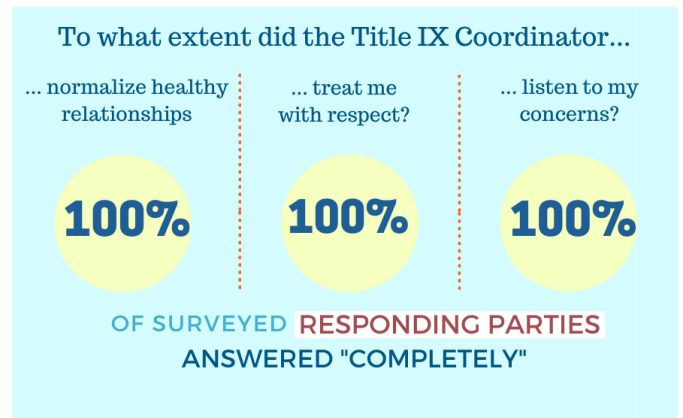 To what extent did the Title IX Coordinator...
... normalize healthy
relationships
... treat me
with respect?
... listen to my
concerns?
100%
100%
100%
OF SURVEYED RESPONDING PARTIES
ANSWERED "COMPLETELY"